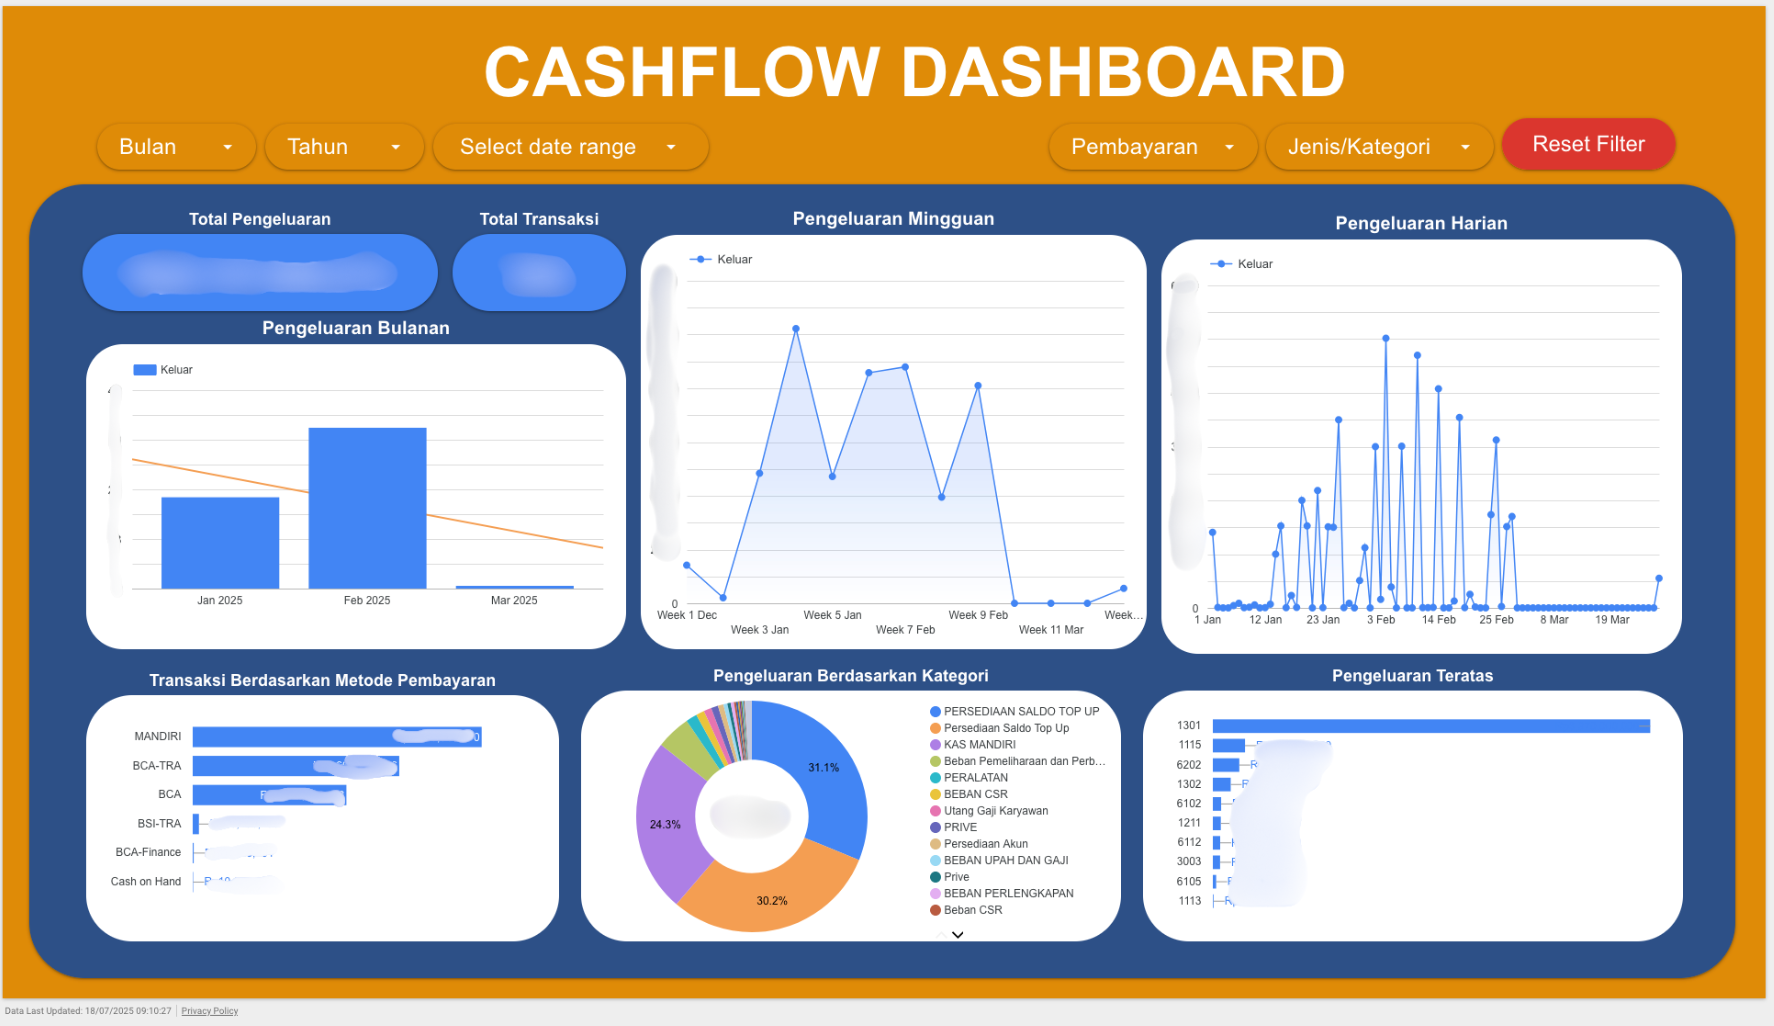 CASHFLOW DASHBOARD
Bulan
Tahun
Select date range
Pembayaran
Jenis/Kategori
Reset Filter
Total Pengeluaran
Total Transaksi
Pengeluaran Bulanan
Keluar
Jan 2025
Feb 2025
Mar 2025
Pengeluaran Mingguan
Keluar
0
Week 1 Dec
Week 3 Jan
Week 5 Jan
Week 7 Feb
Week 9 Feb
Week 11 Mar
Week...
Pengeluaran Harian
Keluar
0
1 Jan
12 Jan
23 Jan
3 Feb
14 Feb
25 Feb
8 Mar
19 Mar
Transaksi Berdasarkan Metode Pembayaran
MANDIRI
BCA-TRA
BCA
BSI-TRA
BCA-Finance
Cash on Hand
Pengeluaran Berdasarkan Kategori
31.1%
24.3%
30.2%
PERSEDIAAN SALDO TOP UP
Persediaan Saldo Top Up
KAS MANDIRI
Beban Pemeliharaan dan Perb...
PERALATAN
BEBAN CSR
Utang Gaji Karyawan
PRIVE
Persediaan Akun
BEBAN UPAH DAN GAJI
Prive
BEBAN PERLENGKAPAN
Beban CSR
Pengeluaran Teratas
1301
1115
6202
1302
6102
1211
6112
3003
6105
1113
Data Last Updated: 18/07/2025 09:10:27
Privacy Policy